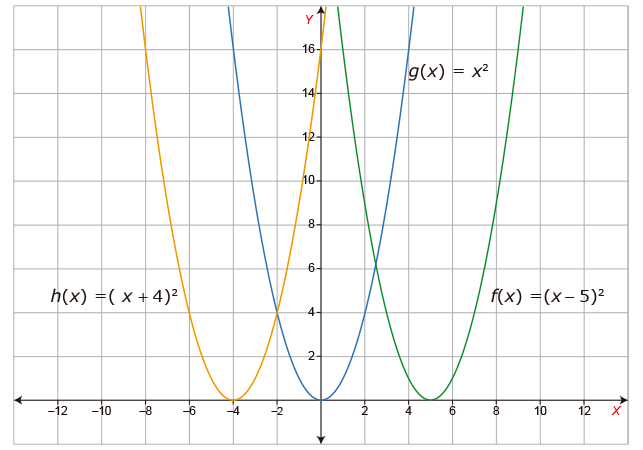 Y
16
g(x) = x²
14
12
10
8
6
h(x) =( x + 4)²
f(x) =(x – 5)²
4
2
–12 –10 –8 –6 –4 –2 2 4 6 8 10 12 X